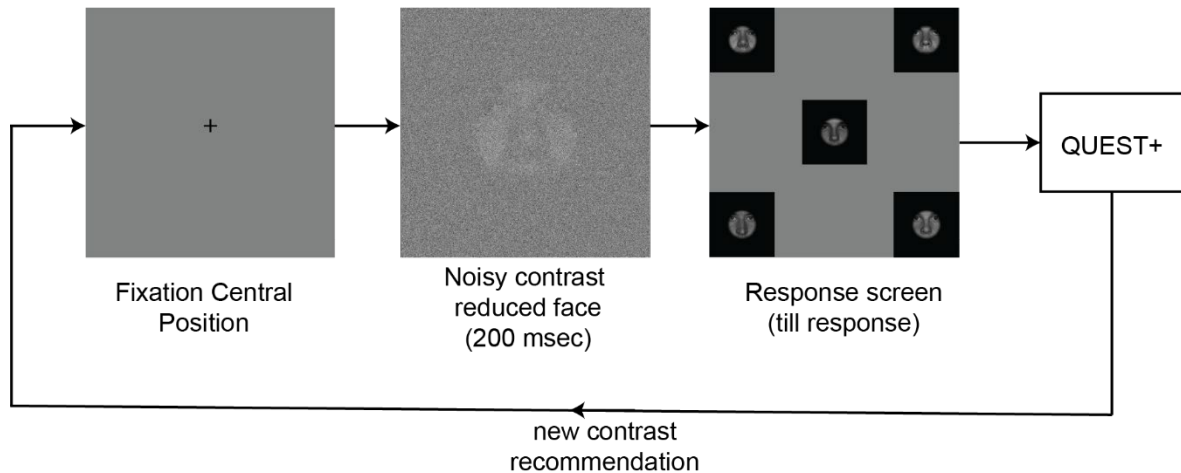 QUEST+
Fixation Central
Position
Noisy contrast
reduced face
(200 msec)
Response screen
(till response)
new contrast
recommendation